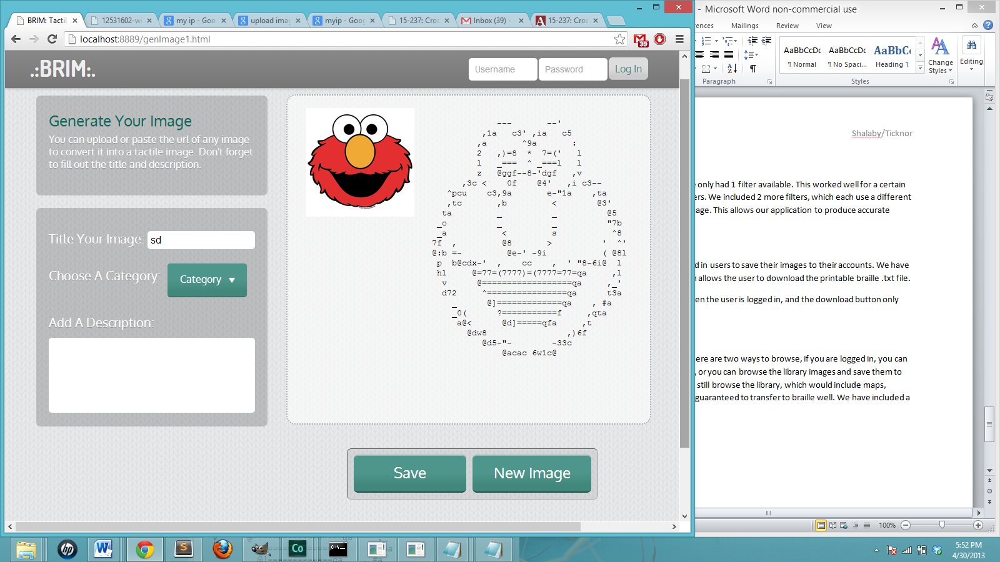 BRIM: Tactil
12531602-wi
my ip - Goo
upload imag
myip - Goog
15-237: Cros
Inbox (39) -
15-237: Cros
localhost:8889/genImage1.html
39
.:BRIM:.
Username
Password
Log In
Generate Your Image
You can upload or paste the url of any image
to convert it into a tactile image. Don't forget
to fill out the title and description.
Title Your Image: sd
Choose A Category: Category ▼
Add A Description:
--- --'
,1a c3' ,ia c5
,a ^9a :
2 ,)=8 * 7=(' l
l _=== ^ _===l l
z @ggf--8-'dgf ,v
,3c < 0f @4' ,i c3--
^pcu c3,9a e-"1a ,ta
,tc ,b < @3'
ta _ _ @5
_o _ _ "7b
_a < s ^8
7f , @8 > ' ^'
@:b =- @e-' -9i ( @8l
p b@cdx-' , cc , ' "8-6i@ l
hl @=77=(7777)=(7777=77=qa ,l
v @==================qa ,_'
d72 ^================qa t3a
_ @]=============qa , #a
_0( ?===========f ,qta
a@< @d]=====qfa ,t
@dw8 ,)6f
@d5-"- -33c
@acac 6w1c@
Save
New Image
- Microsoft Word non-commercial use
ences Mailings Review View
AaBbCcDc AaBbCcDc AaBbCc
¶ Normal ¶ No Spaci... Heading 1
Change Styles
Editing
Paragraph
Styles
Shalaby/Ticknor
only had 1 filter available. This worked well for a certain
ers. We included 2 more filters, which each use a different
age. This allows our application to produce accurate
d in users to save their images to their accounts. We have
allows the user to download the printable braille .txt file.
en the user is logged in, and the download button only
ere are two ways to browse, if you are logged in, you can
, or you can browse the library images and save them to
still browse the library, which would include maps,
guaranteed to transfer to braille well. We have included a
100%
5:52 PM
4/30/2013